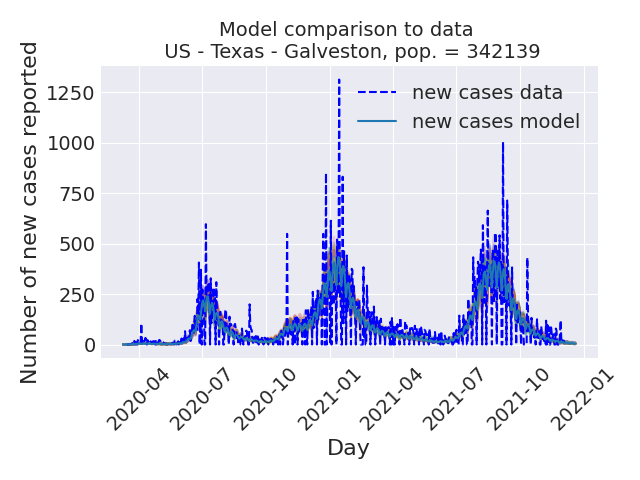 Model comparison to data
US - Texas - Galveston, pop. = 342139
Number of new cases reported
1250
1000
750
500
250
0
new cases data
new cases model
2020-04
2020-07
2020-10
2021-01
2021-04
2021-07
2021-10
2022-01
Day